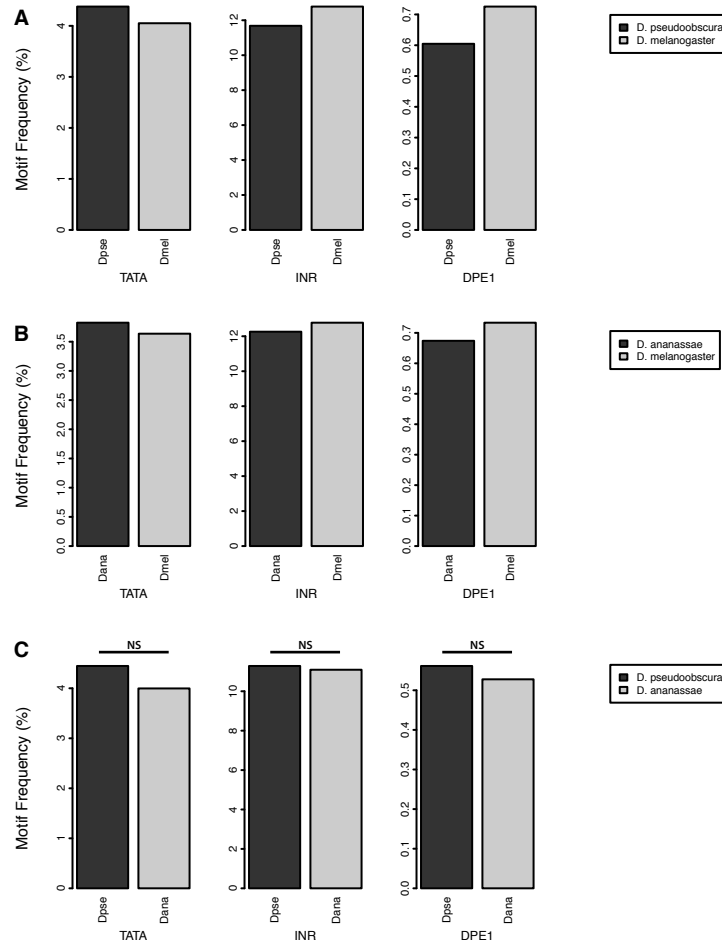 A
Motif Frequency (%)
0 1 2 3 4
Dpse Dmel
TATA
0 2 4 6 8 10 12
Dpse Dmel
INR
0.0 0.1 0.2 0.3 0.4 0.5 0.6 0.7
Dpse Dmel
DPE1
D. pseudoobscura
D. melanogaster
B
Motif Frequency (%)
0.0 0.5 1.0 1.5 2.0 2.5 3.0 3.5
Dana Dmel
TATA
0 2 4 6 8 10 12
Dana Dmel
INR
0.0 0.1 0.2 0.3 0.4 0.5 0.6 0.7
Dana Dmel
DPE1
D. ananassae
D. melanogaster
C
Motif Frequency (%)
NS
0 1 2 3 4
Dpse Dana
TATA
NS
0 2 4 6 8 10
Dpse Dana
INR
NS
0.0 0.1 0.2 0.3 0.4 0.5
Dpse Dana
DPE1
D. pseudoobscura
D. ananassae